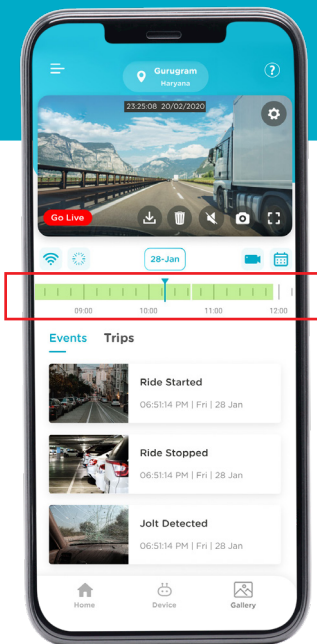 Gurugram
Haryana
?
23:25:08 20/02/2020
Go Live
28-Jan
09:00 10:00 11:00 12:00
Events Trips
Ride Started
06:51:14 PM | Fri | 28 Jan
Ride Stopped
06:51:14 PM | Fri | 28 Jan
Jolt Detected
06:51:14 PM | Fri | 28 Jan
Home Device Gallery